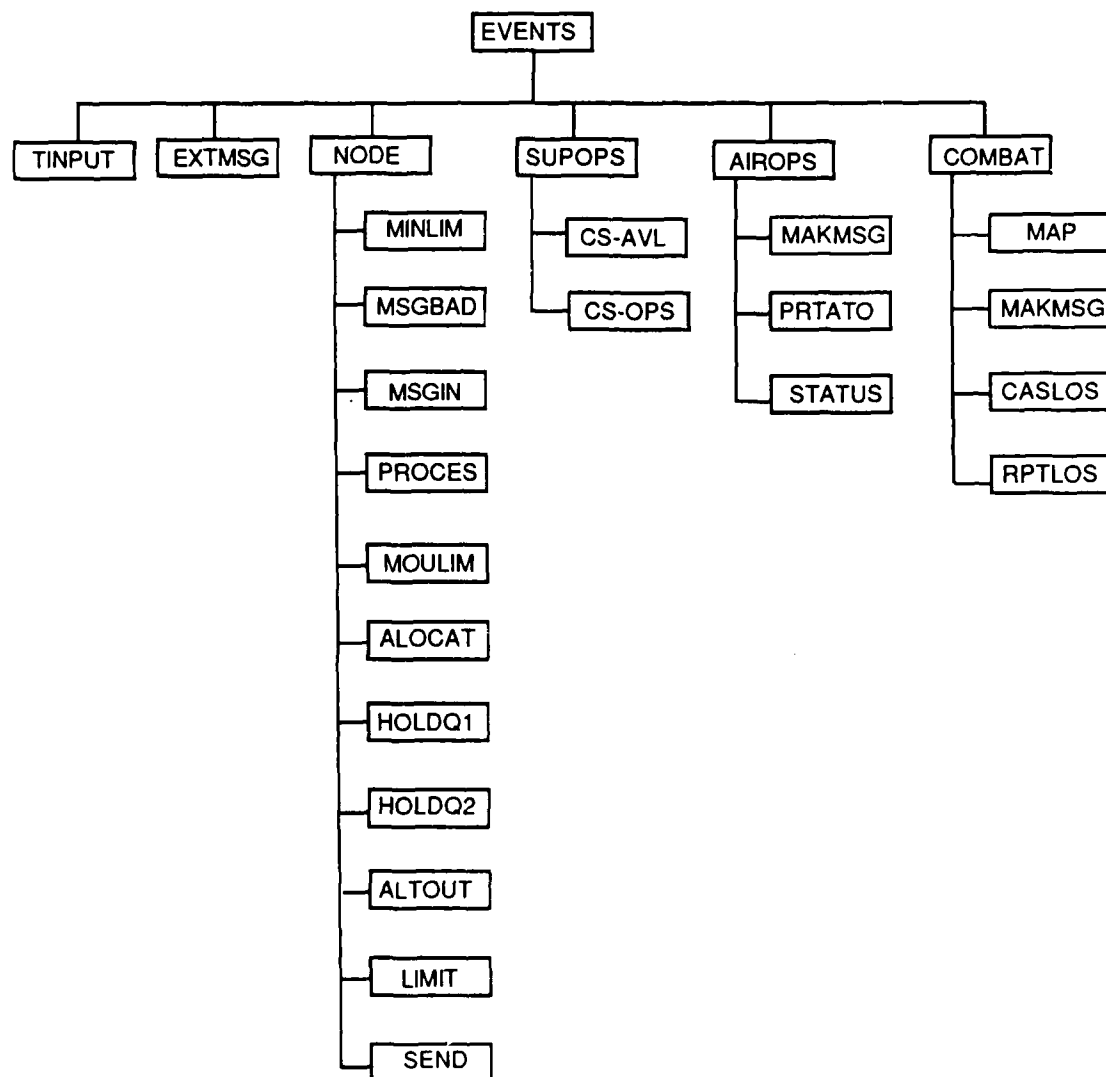 EVENTS
TINPUT
EXTMSG
NODE
SUPOPS
AIROPS
COMBAT
MINLIM
MSGBAD
MSGIN
PROCES
MOULIM
ALOCAT
HOLDQ1
HOLDQ2
ALTOUT
LIMIT
SEND
CS-AVL
CS-OPS
MAKMSG
PRTATO
STATUS
MAP
MAKMSG
CASLOS
RPTLOS